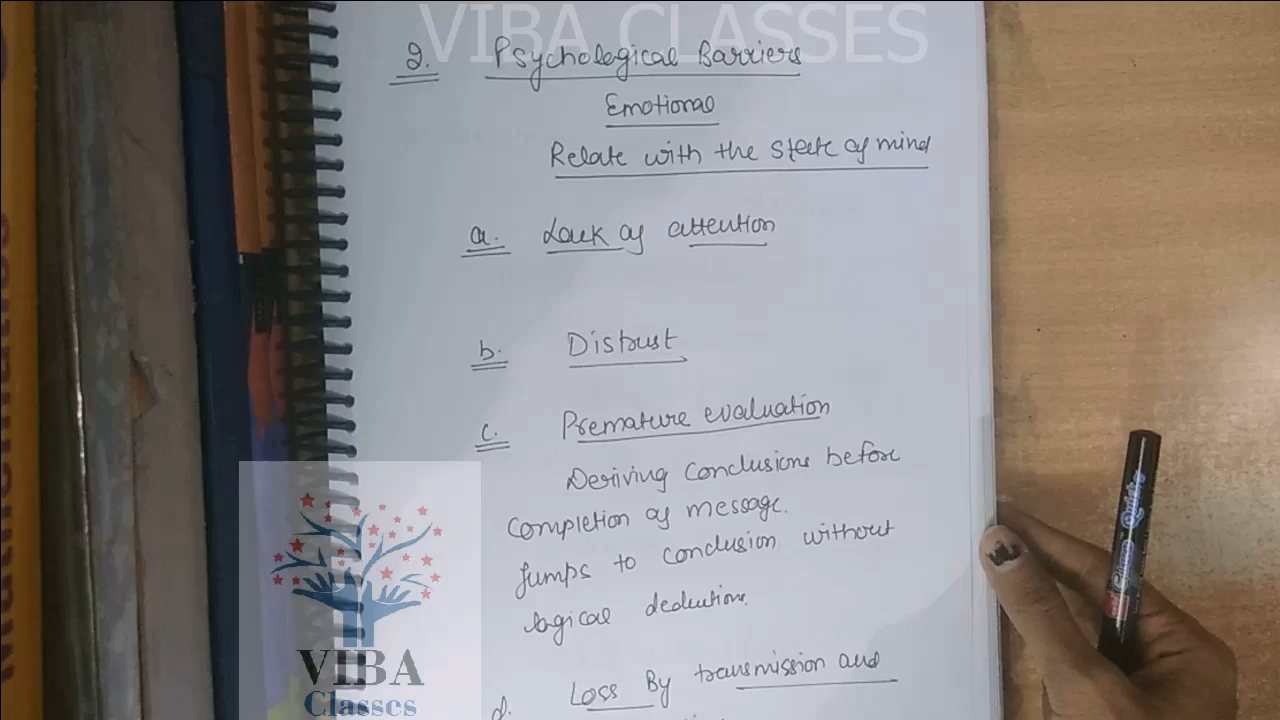 VIBA CLASSES
2. Psychological Barriers
Emotional
Relate with the state of mind
a. Lack of attention
b. Distrust
c. Premature evaluation
Deriving conclusions before
completion of message.
Jumps to conclusion without
logical deductions.
d. Loss By transmission and
VIBA
Classes